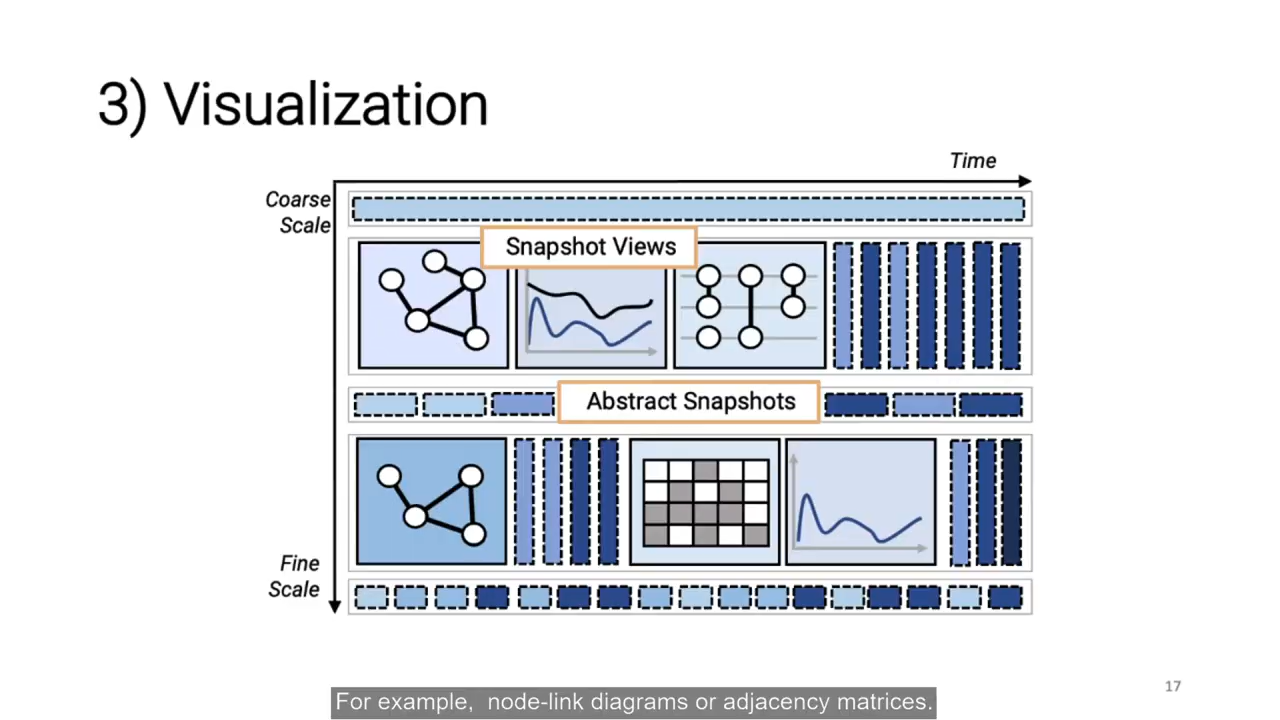 3) Visualization
Time
Coarse
Scale
Snapshot Views
Abstract Snapshots
Fine
Scale
17
For example,  node-link diagrams or adjacency matrices.